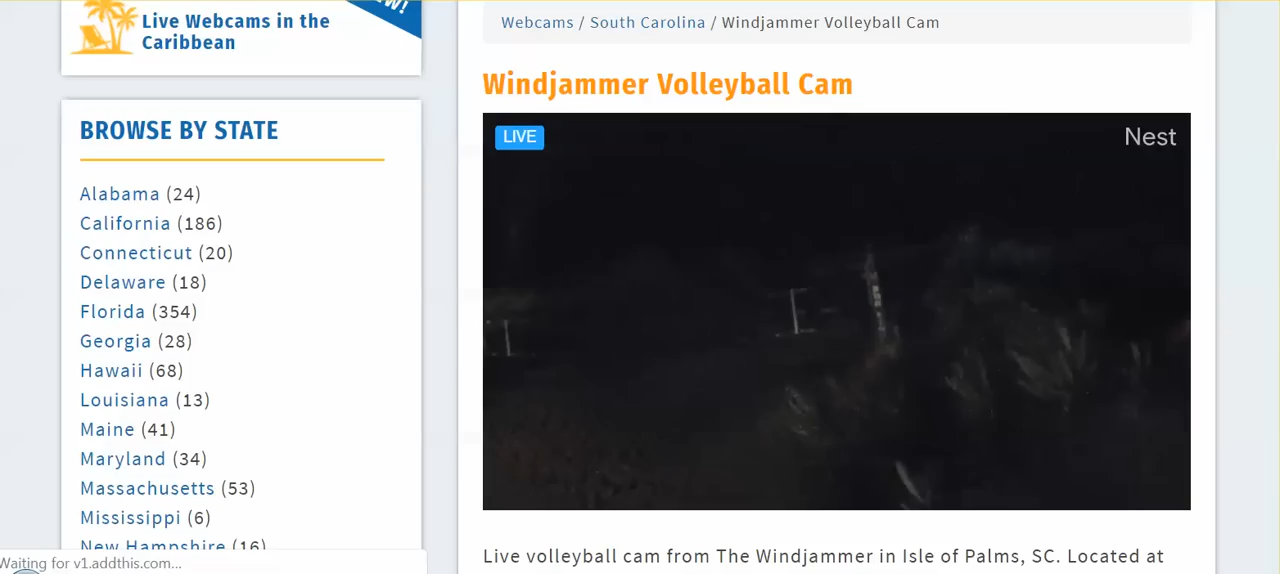 Live Webcams in the
Caribbean
BROWSE BY STATE
Alabama (24)
California (186)
Connecticut (20)
Delaware (18)
Florida (354)
Georgia (28)
Hawaii (68)
Louisiana (13)
Maine (41)
Maryland (34)
Massachusetts (53)
Mississippi (6)
New Hampshire (16)
Waiting for v1.addthis.com...
Webcams / South Carolina / Windjammer Volleyball Cam
Windjammer Volleyball Cam
LIVE
Nest
Live volleyball cam from The Windjammer in Isle of Palms, SC. Located at